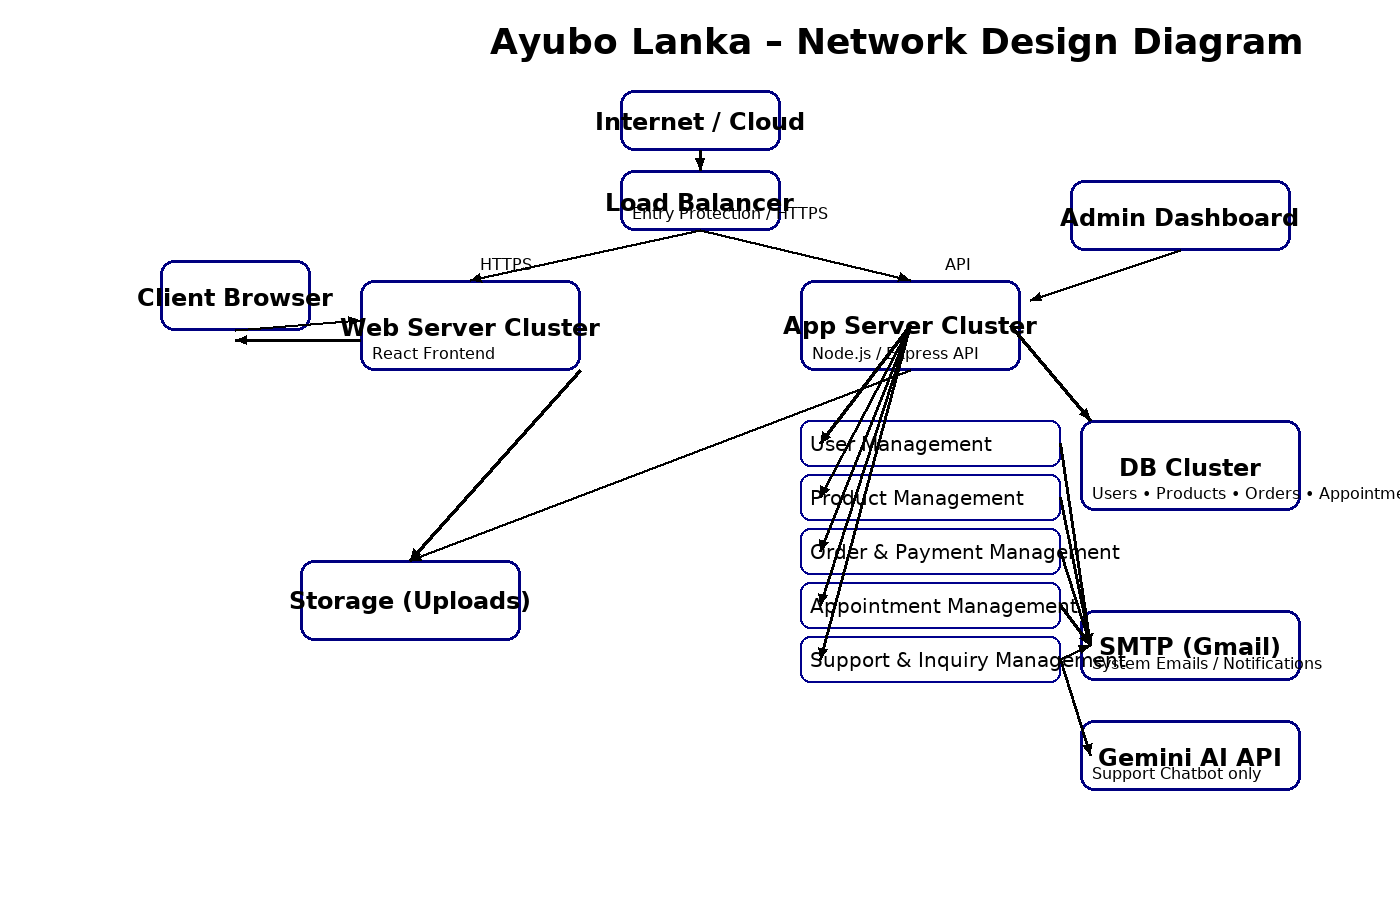 Ayubo Lanka – Network Design Diagram
Internet / Cloud
Load Balancer
Entry Protection / HTTPS
Admin Dashboard
HTTPS
API
Client Browser
Web Server Cluster
React Frontend
App Server Cluster
Node.js / Express API
User Management
Product Management
Order & Payment Management
Appointment Management
Support & Inquiry Management
DB Cluster
Users • Products • Orders • Appointme
Storage (Uploads)
SMTP (Gmail)
System Emails / Notifications
Gemini AI API
Support Chatbot only